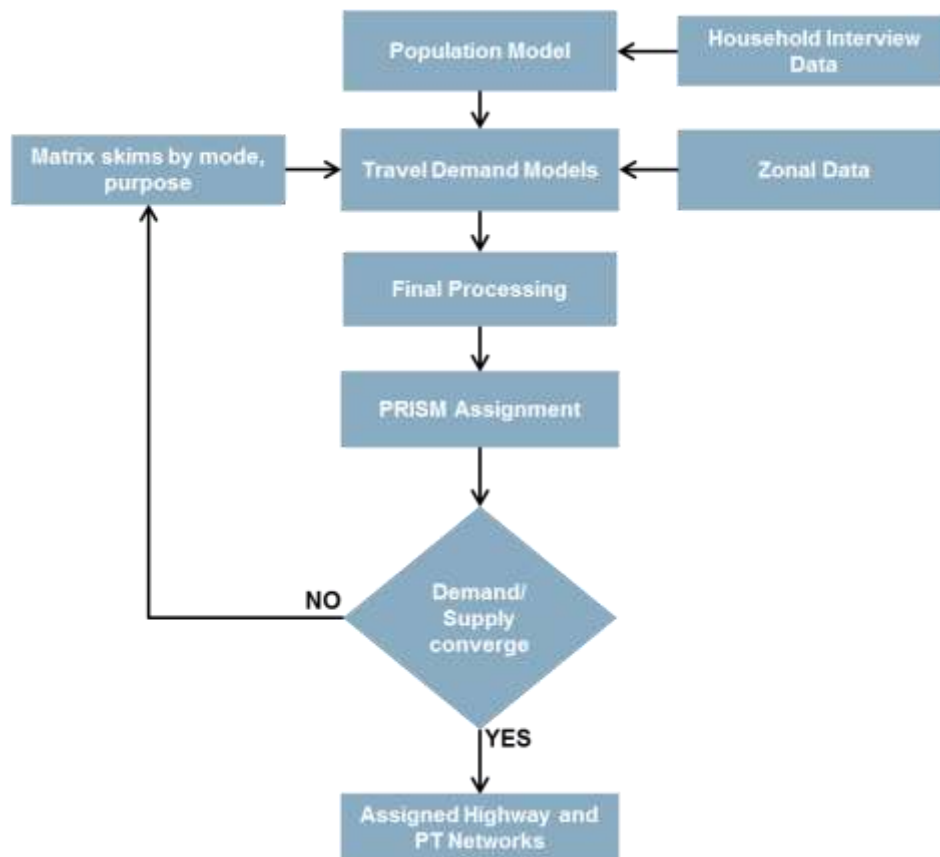 Population Model
Household Interview
Data
Matrix skims by mode,
purpose
Travel Demand Models
Zonal Data
Final Processing
PRISM Assignment
Demand/
Supply
converge
NO
YES
Assigned Highway and
PT Networks